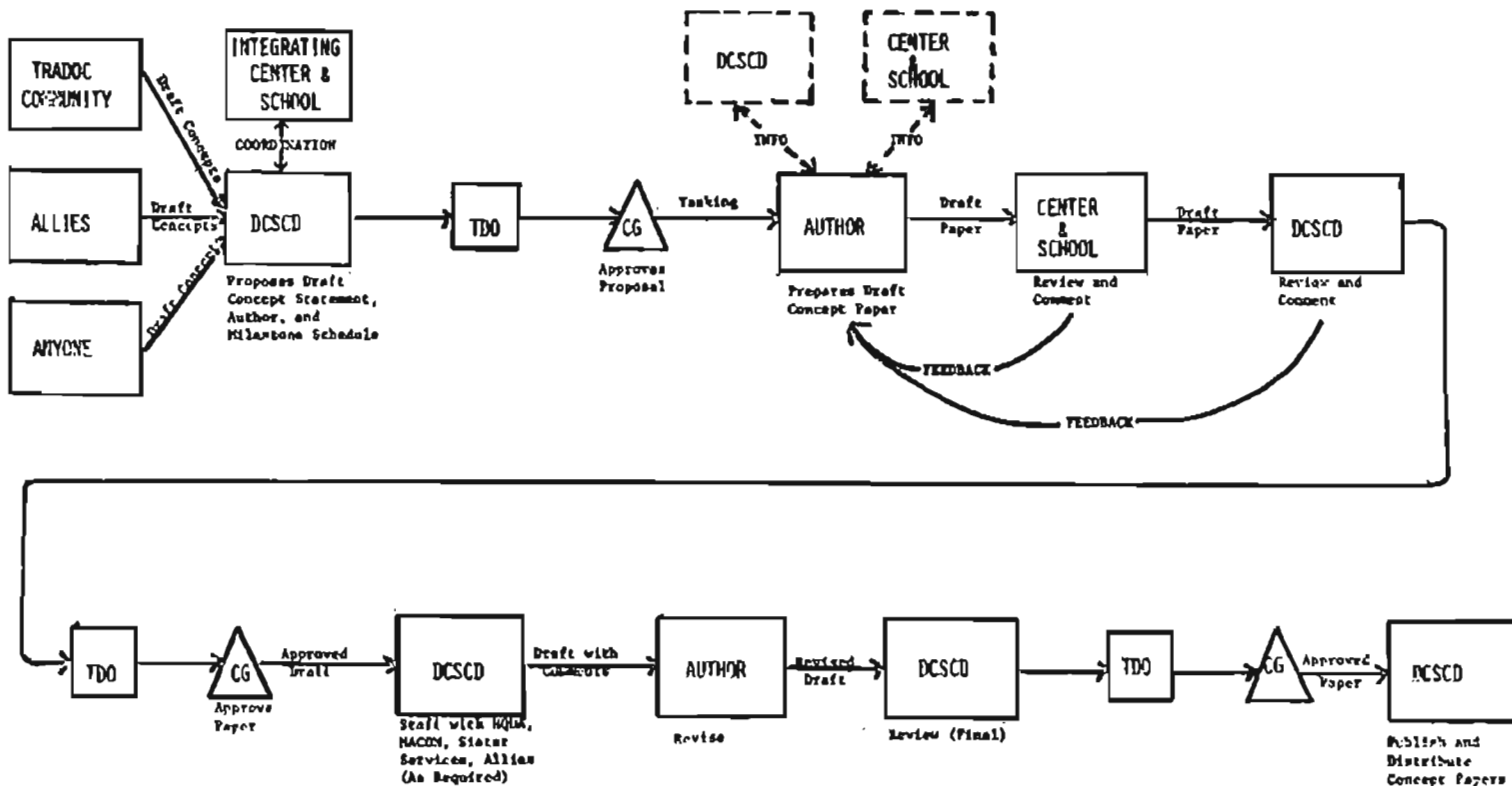 TRADOC
COMMUNITY
INTEGRATING
CENTER &
SCHOOL
DCSCD
CENTER
&
SCHOOL
Draft Concepts
COORDINATION
INFO
INFO
ALLIES
Draft
Concepts
DCSCD
TDO
CG
Tasking
AUTHOR
Draft
Paper
CENTER
&
SCHOOL
Draft
Paper
DCSCD
Proposes Draft
Concept Statement,
Author, and
Milestone Schedule
Approves
Proposal
Prepares Draft
Concept Paper
Review and
Comment
Review and
Comment
ANYONE
Draft Concepts
FEEDBACK
FEEDBACK
TDO
CG
Approved
Draft
DCSCD
Draft with
Comments
AUTHOR
Revised
Draft
DCSCD
TDO
CG
Approved
Paper
DCSCD
Approve
Paper
Staff with HQDA,
MACOM, Sister
Services, Allies
(As Required)
Revise
Review (Final)
Publish and
Distribute
Concept Papers